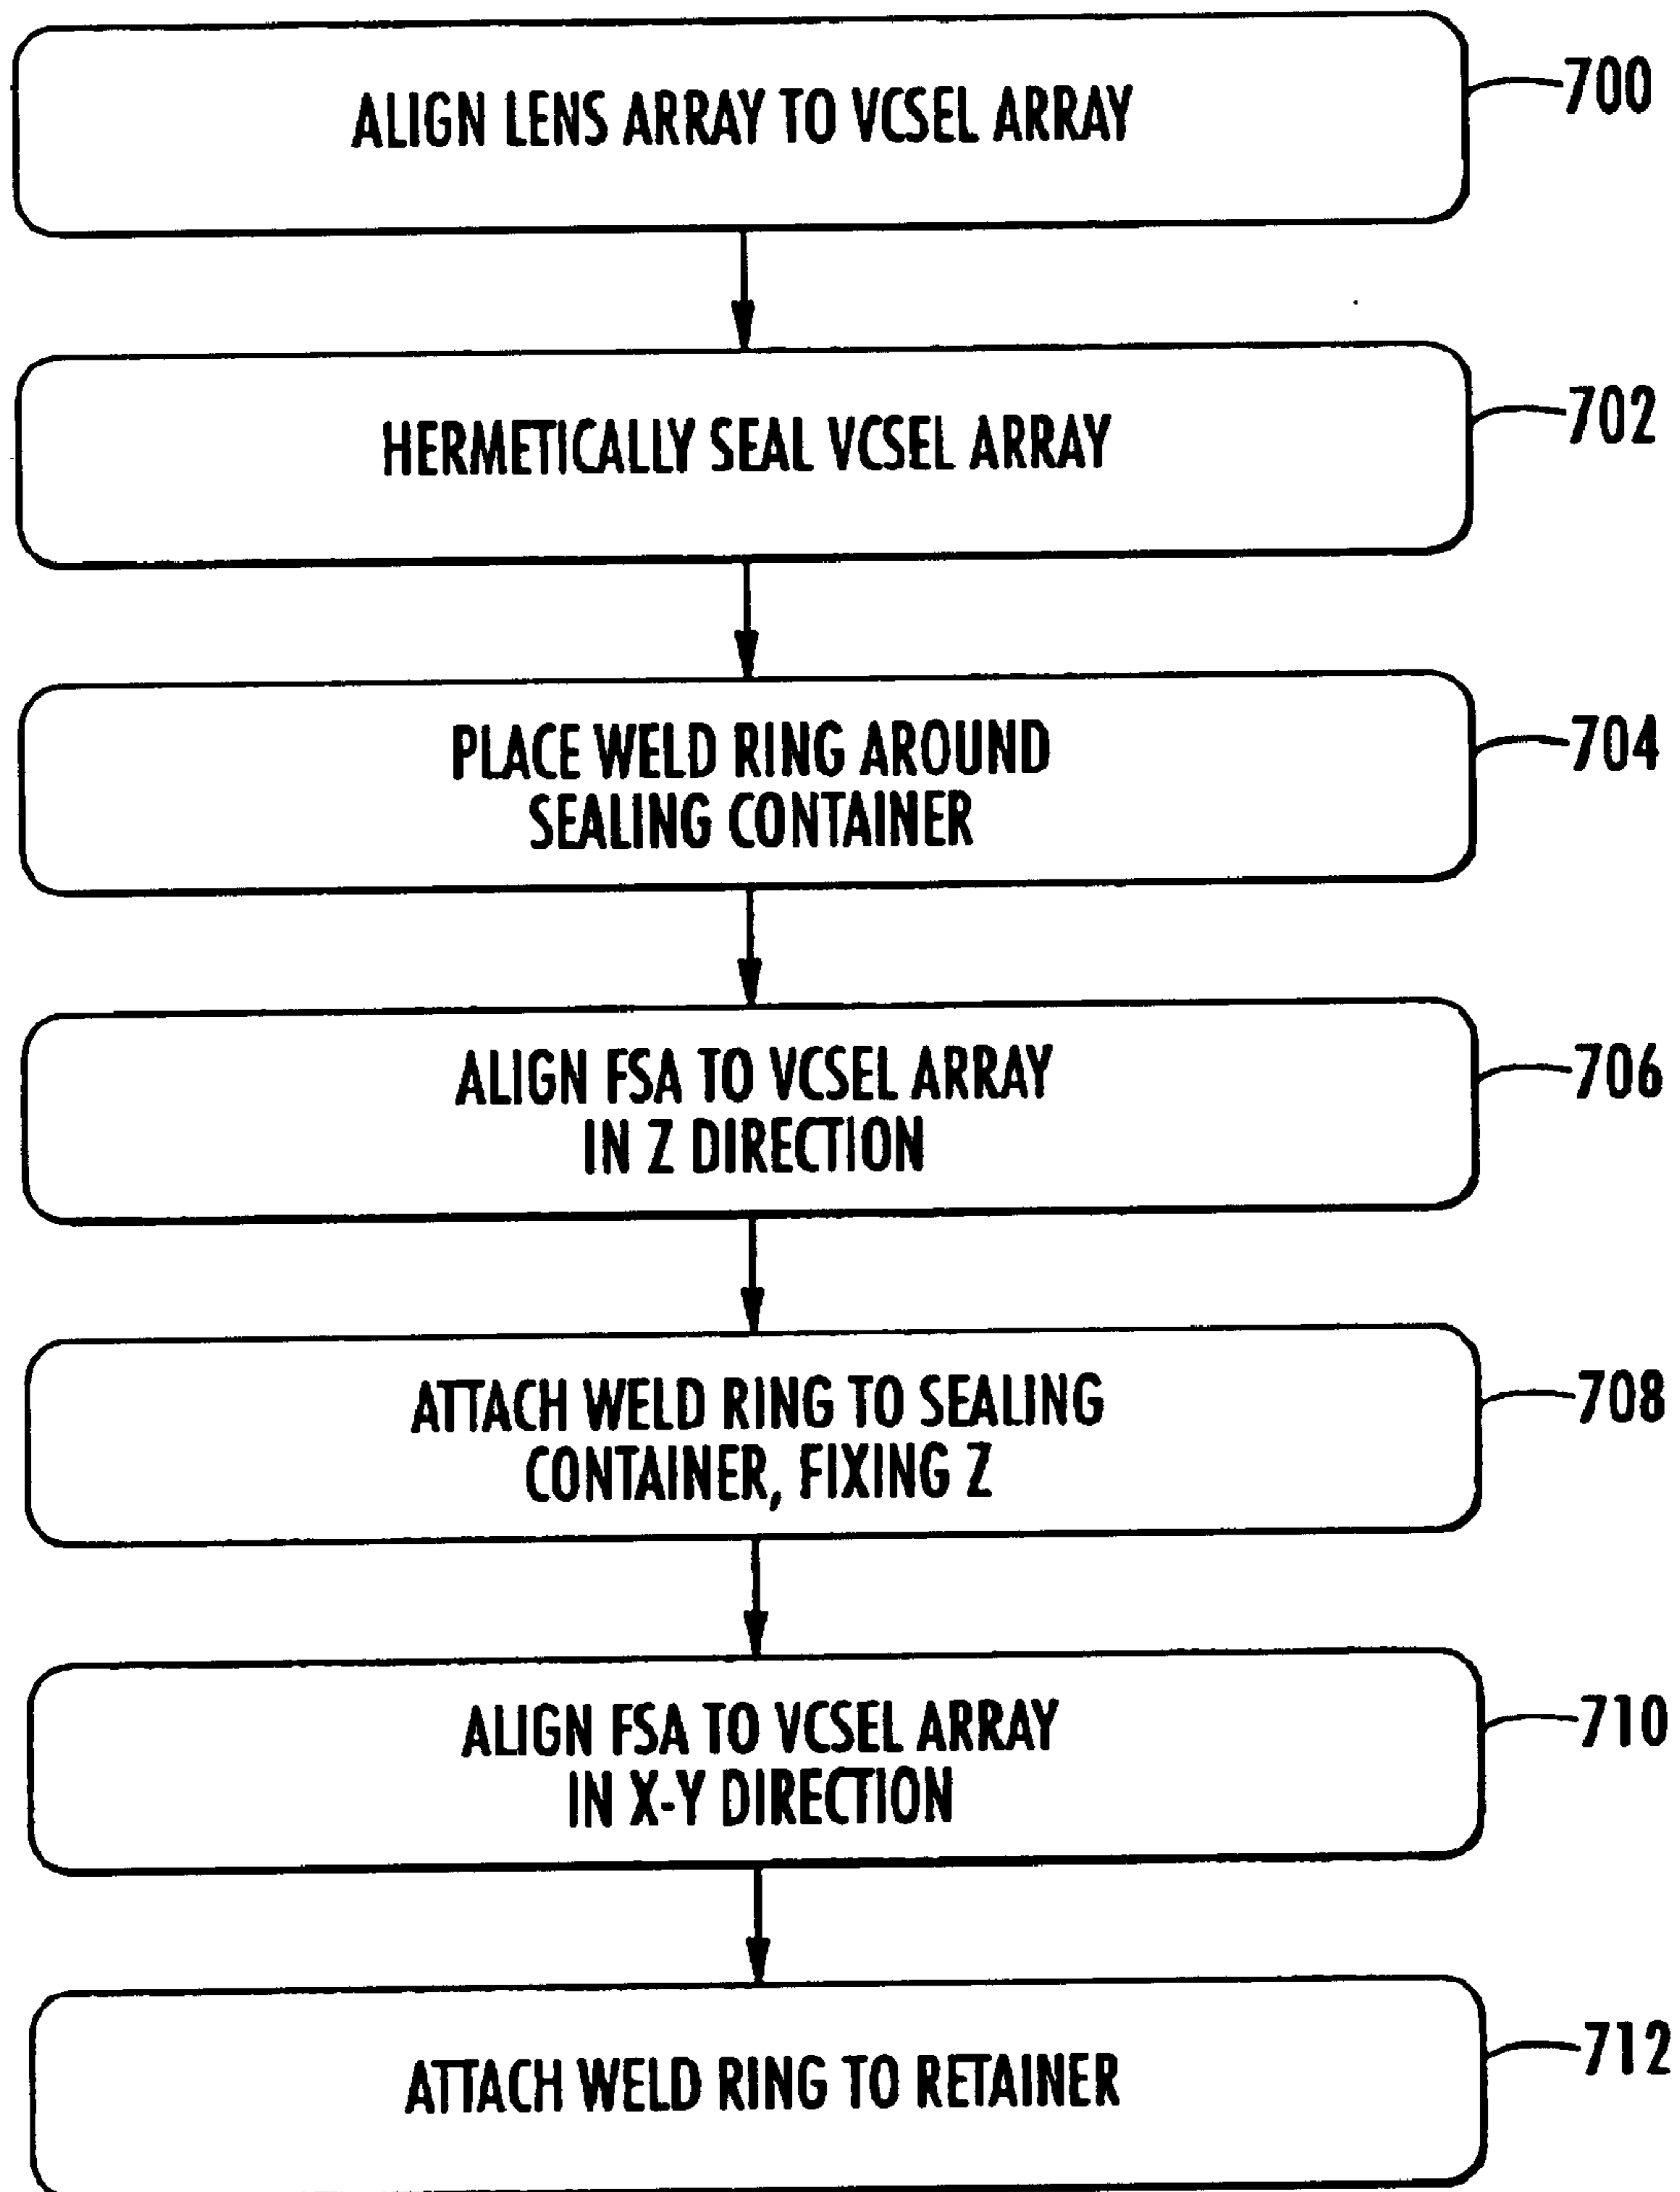 ALIGN LENS ARRAY TO VCSEL ARRAY
700
HERMETICALLY SEAL VCSEL ARRAY
702
PLACE WELD RING AROUND
SEALING CONTAINER
704
ALIGN FSA TO VCSEL ARRAY
IN Z DIRECTION
706
ATTACH WELD RING TO SEALING
CONTAINER, FIXING Z
708
ALIGN FSA TO VCSEL ARRAY
IN X-Y DIRECTION
710
ATTACH WELD RING TO RETAINER
712